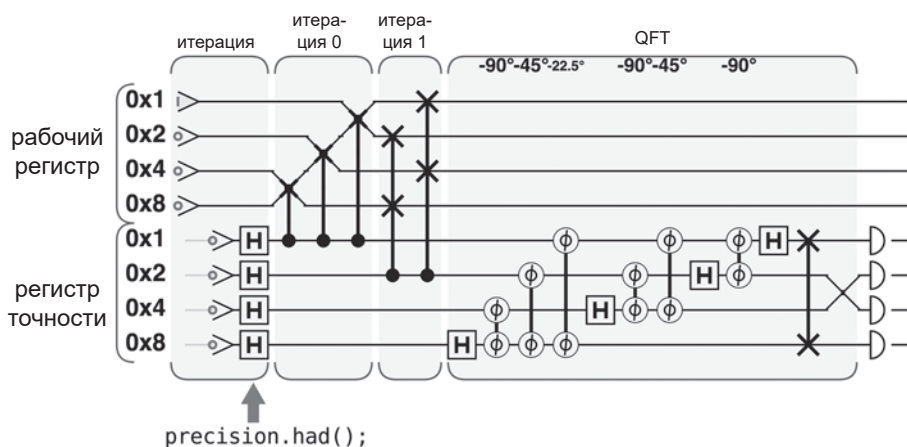 итерация
итера-
ция 0
итера-
ция 1
QFT
-90°-45°-22.5°
-90°-45°
-90°
рабочий
регистр
0x1
0x2
0x4
0x8
регистр
точности
0x1
H
0x2
H
0x4
H
0x8
H
H
ϕ
ϕ
ϕ
ϕ
ϕ
ϕ
H
ϕ
ϕ
ϕ
ϕ
H
ϕ
ϕ
H
precision.had();